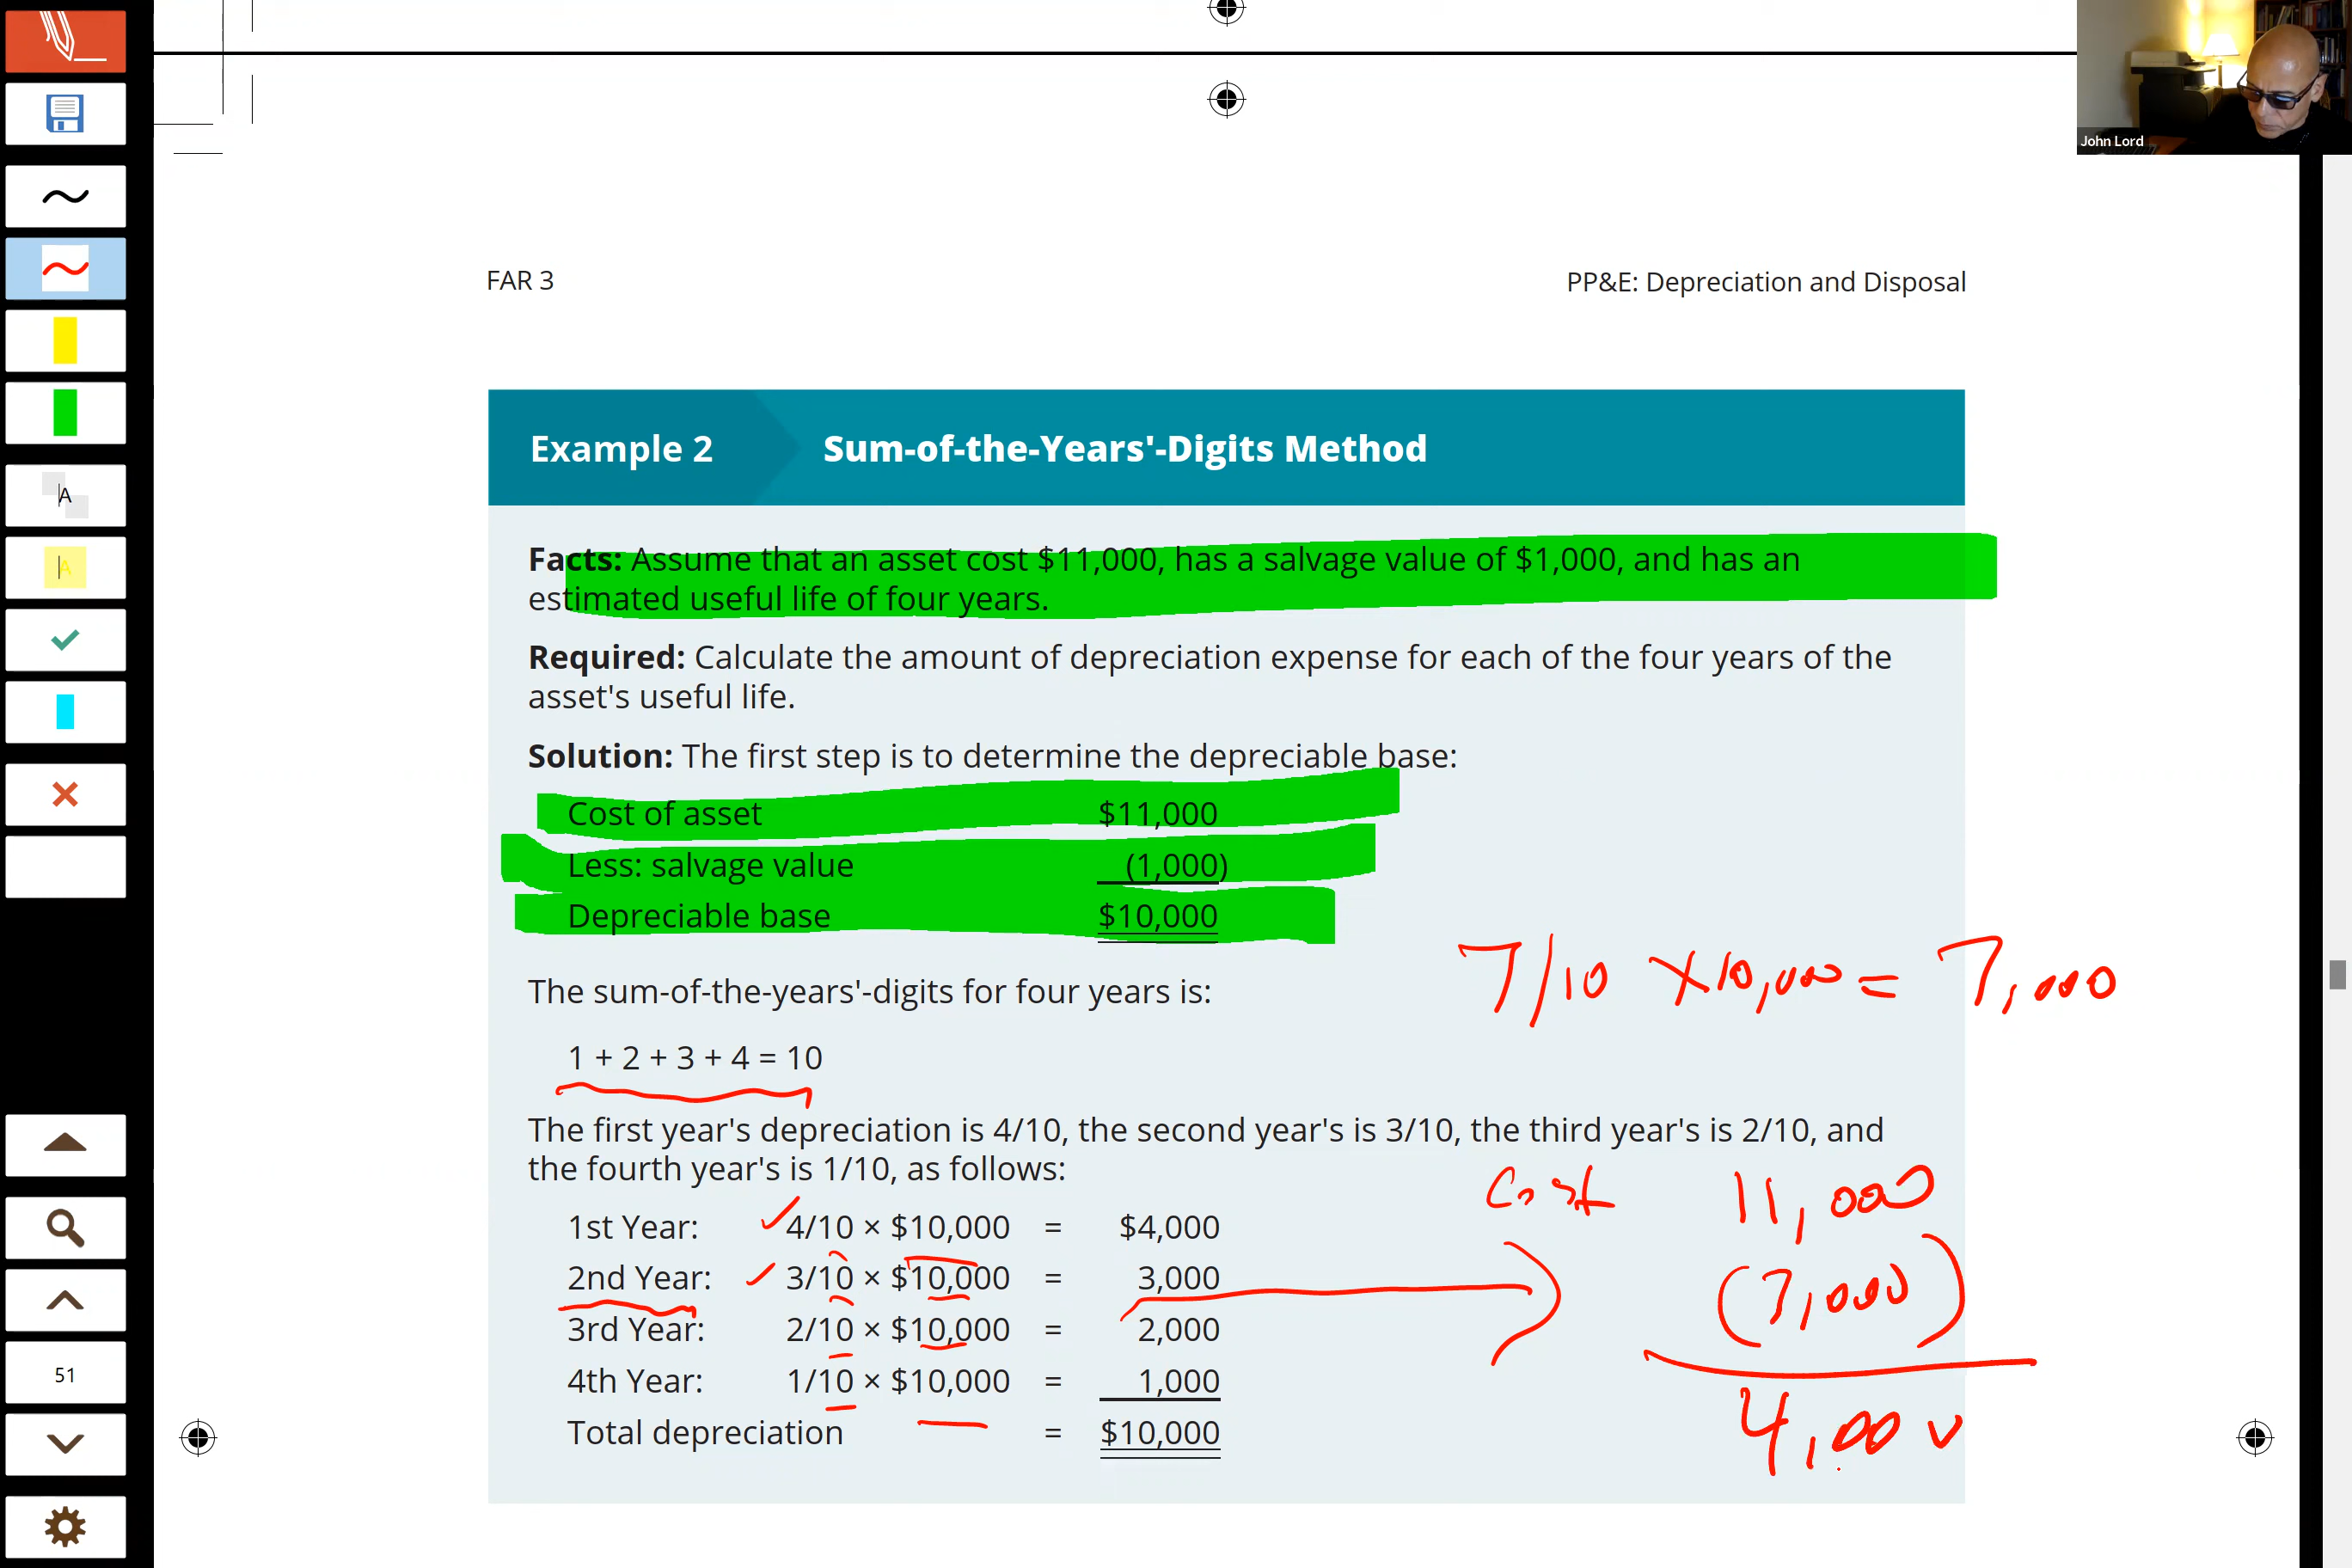 John Lord
FAR 3
PP&E: Depreciation and Disposal
Example 2 Sum-of-the-Years'-Digits Method
Facts: Assume that an asset cost $11,000, has a salvage value of $1,000, and has an
estimated useful life of four years.
Required: Calculate the amount of depreciation expense for each of the four years of the
asset's useful life.
Solution: The first step is to determine the depreciable base:
Cost of asset $11,000
Less: salvage value (1,000)
Depreciable base $10,000
7/10 × 10,000 = 7,000
The sum-of-the-years'-digits for four years is:
1 + 2 + 3 + 4 = 10
The first year's depreciation is 4/10, the second year's is 3/10, the third year's is 2/10, and
the fourth year's is 1/10, as follows:
Cost 11,000
1st Year: 4/10 × $10,000 = $4,000
2nd Year: 3/10 × $10,000 = 3,000
(7,000)
3rd Year: 2/10 × $10,000 = 2,000
4th Year: 1/10 × $10,000 = 1,000
Total depreciation = $10,000
4,000
A
A
51